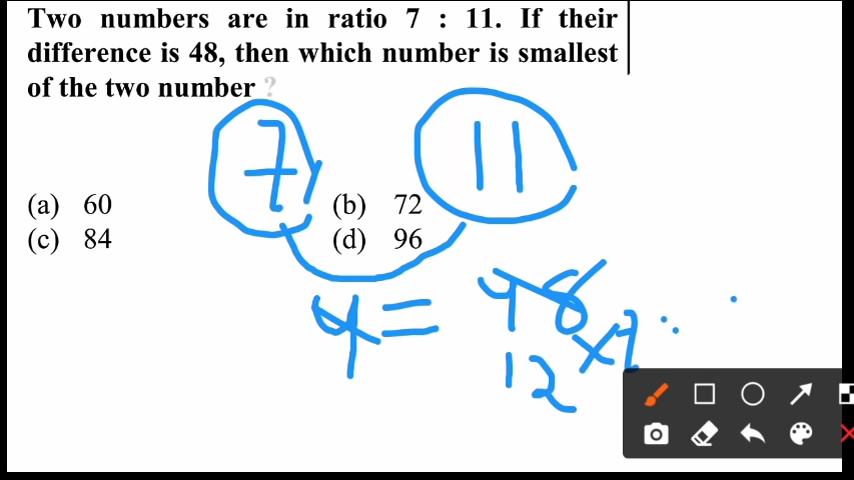 Two numbers are in ratio 7 : 11. If their
difference is 48, then which number is smallest
of the two number ?
7 11
(a) 60 (b) 72
(c) 84 (d) 96
4 = 48
12 ×7